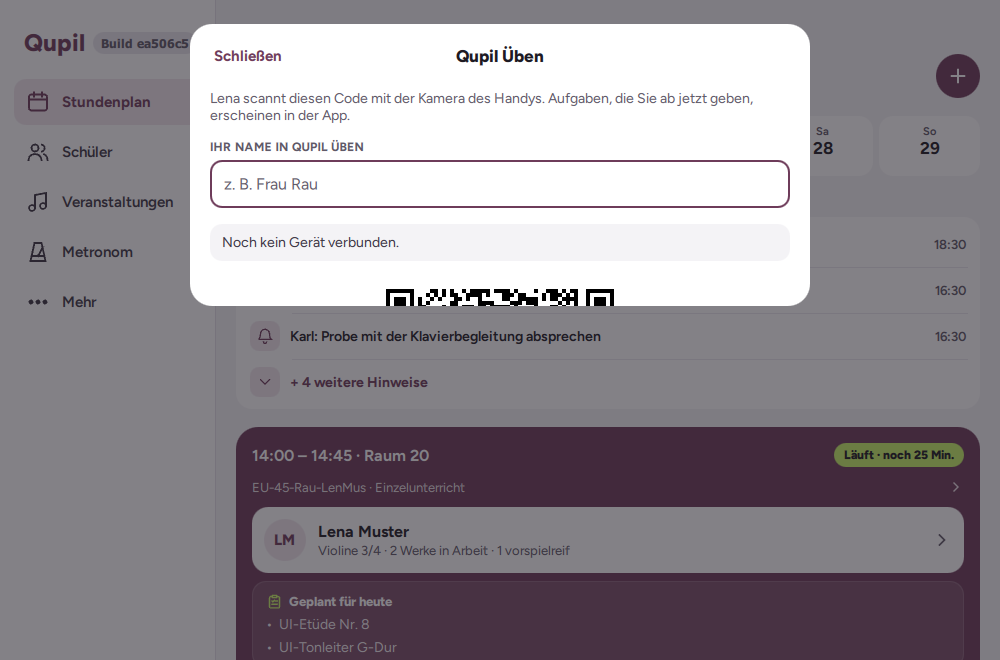 Qupil
Build ea506c5
Stundenplan
Schüler
Veranstaltungen
Metronom
Mehr
Schließen
Qupil Üben
Lena scannt diesen Code mit der Kamera des Handys. Aufgaben, die Sie ab jetzt geben,
erscheinen in der App.
IHR NAME IN QUPIL ÜBEN
z. B. Frau Rau
Noch kein Gerät verbunden.
Sa
28
So
29
18:30
16:30
Karl: Probe mit der Klavierbegleitung absprechen
16:30
+ 4 weitere Hinweise
14:00 – 14:45 · Raum 20
Läuft · noch 25 Min.
EU-45-Rau-LenMus · Einzelunterricht
LM
Lena Muster
Violine 3/4 · 2 Werke in Arbeit · 1 vorspielreif
Geplant für heute
• UI-Etüde Nr. 8
• UI-Tonleiter G-Dur